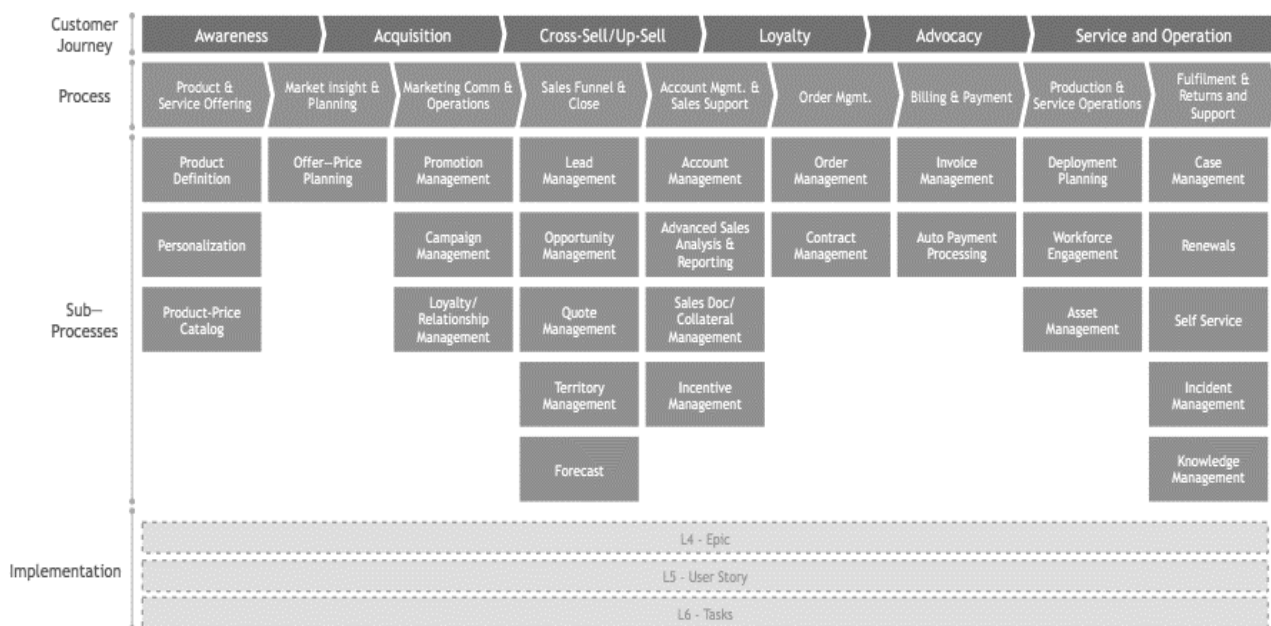 Customer
Journey
Awareness
Acquisition
Cross-Sell/Up-Sell
Loyalty
Advocacy
Service and Operation
Process
Product &
Service Offering
Market insight &
Planning
Marketing Comm &
Operations
Sales Funnel &
Close
Account Mgmt. &
Sales Support
Order Mgmt.
Billing & Payment
Production &
Service Operations
Fulfilment &
Returns and
Support
Sub—
Processes
Product
Definition
Offer—Price
Planning
Promotion
Management
Lead
Management
Account
Management
Order
Management
Invoice
Management
Deployment
Planning
Case
Management
Personalization
Campaign
Management
Opportunity
Management
Advanced Sales
Analysis &
Reporting
Contract
Management
Auto Payment
Processing
Workforce
Engagement
Renewals
Product-Price
Catalog
Loyalty/
Relationship
Management
Quote
Management
Sales Doc/
Collateral
Management
Asset
Management
Self Service
Territory
Management
Incentive
Management
Incident
Management
Forecast
Knowledge
Management
Implementation
L4 - Epic
L5 - User Story
L6 - Tasks